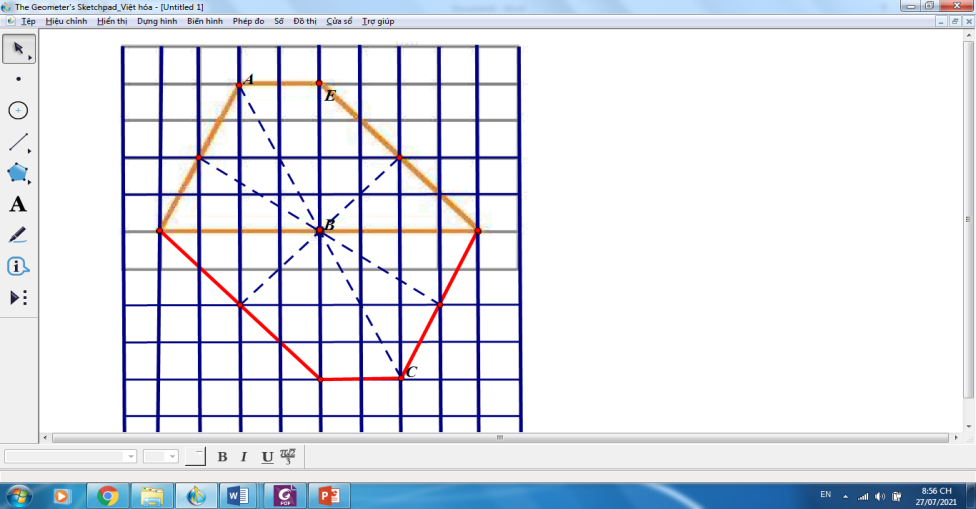 The Geometer's Sketchpad_Việt hóa - [Untitled 1]
Tệp Hiệu chỉnh Hiển thị Dựng hình Biến hình Phép đo Số Đồ thị Cửa sổ Trợ giúp
A
E
B
C
A
B I U
EN
8:56 CH
27/07/2021